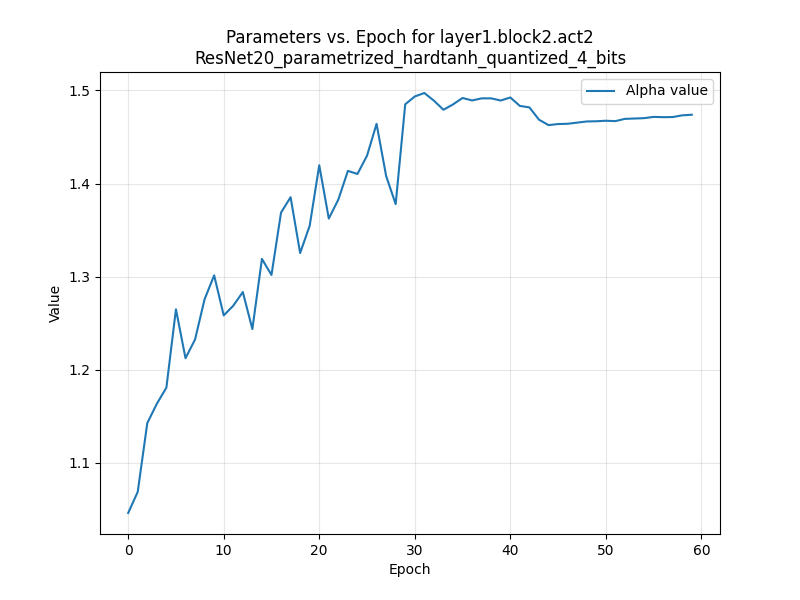 Parameters vs. Epoch for layer1.block2.act2
ResNet20_parametrized_hardtanh_quantized_4_bits
Alpha value
1.5
1.4
1.3
1.2
1.1
Value
0 10 20 30 40 50 60
Epoch